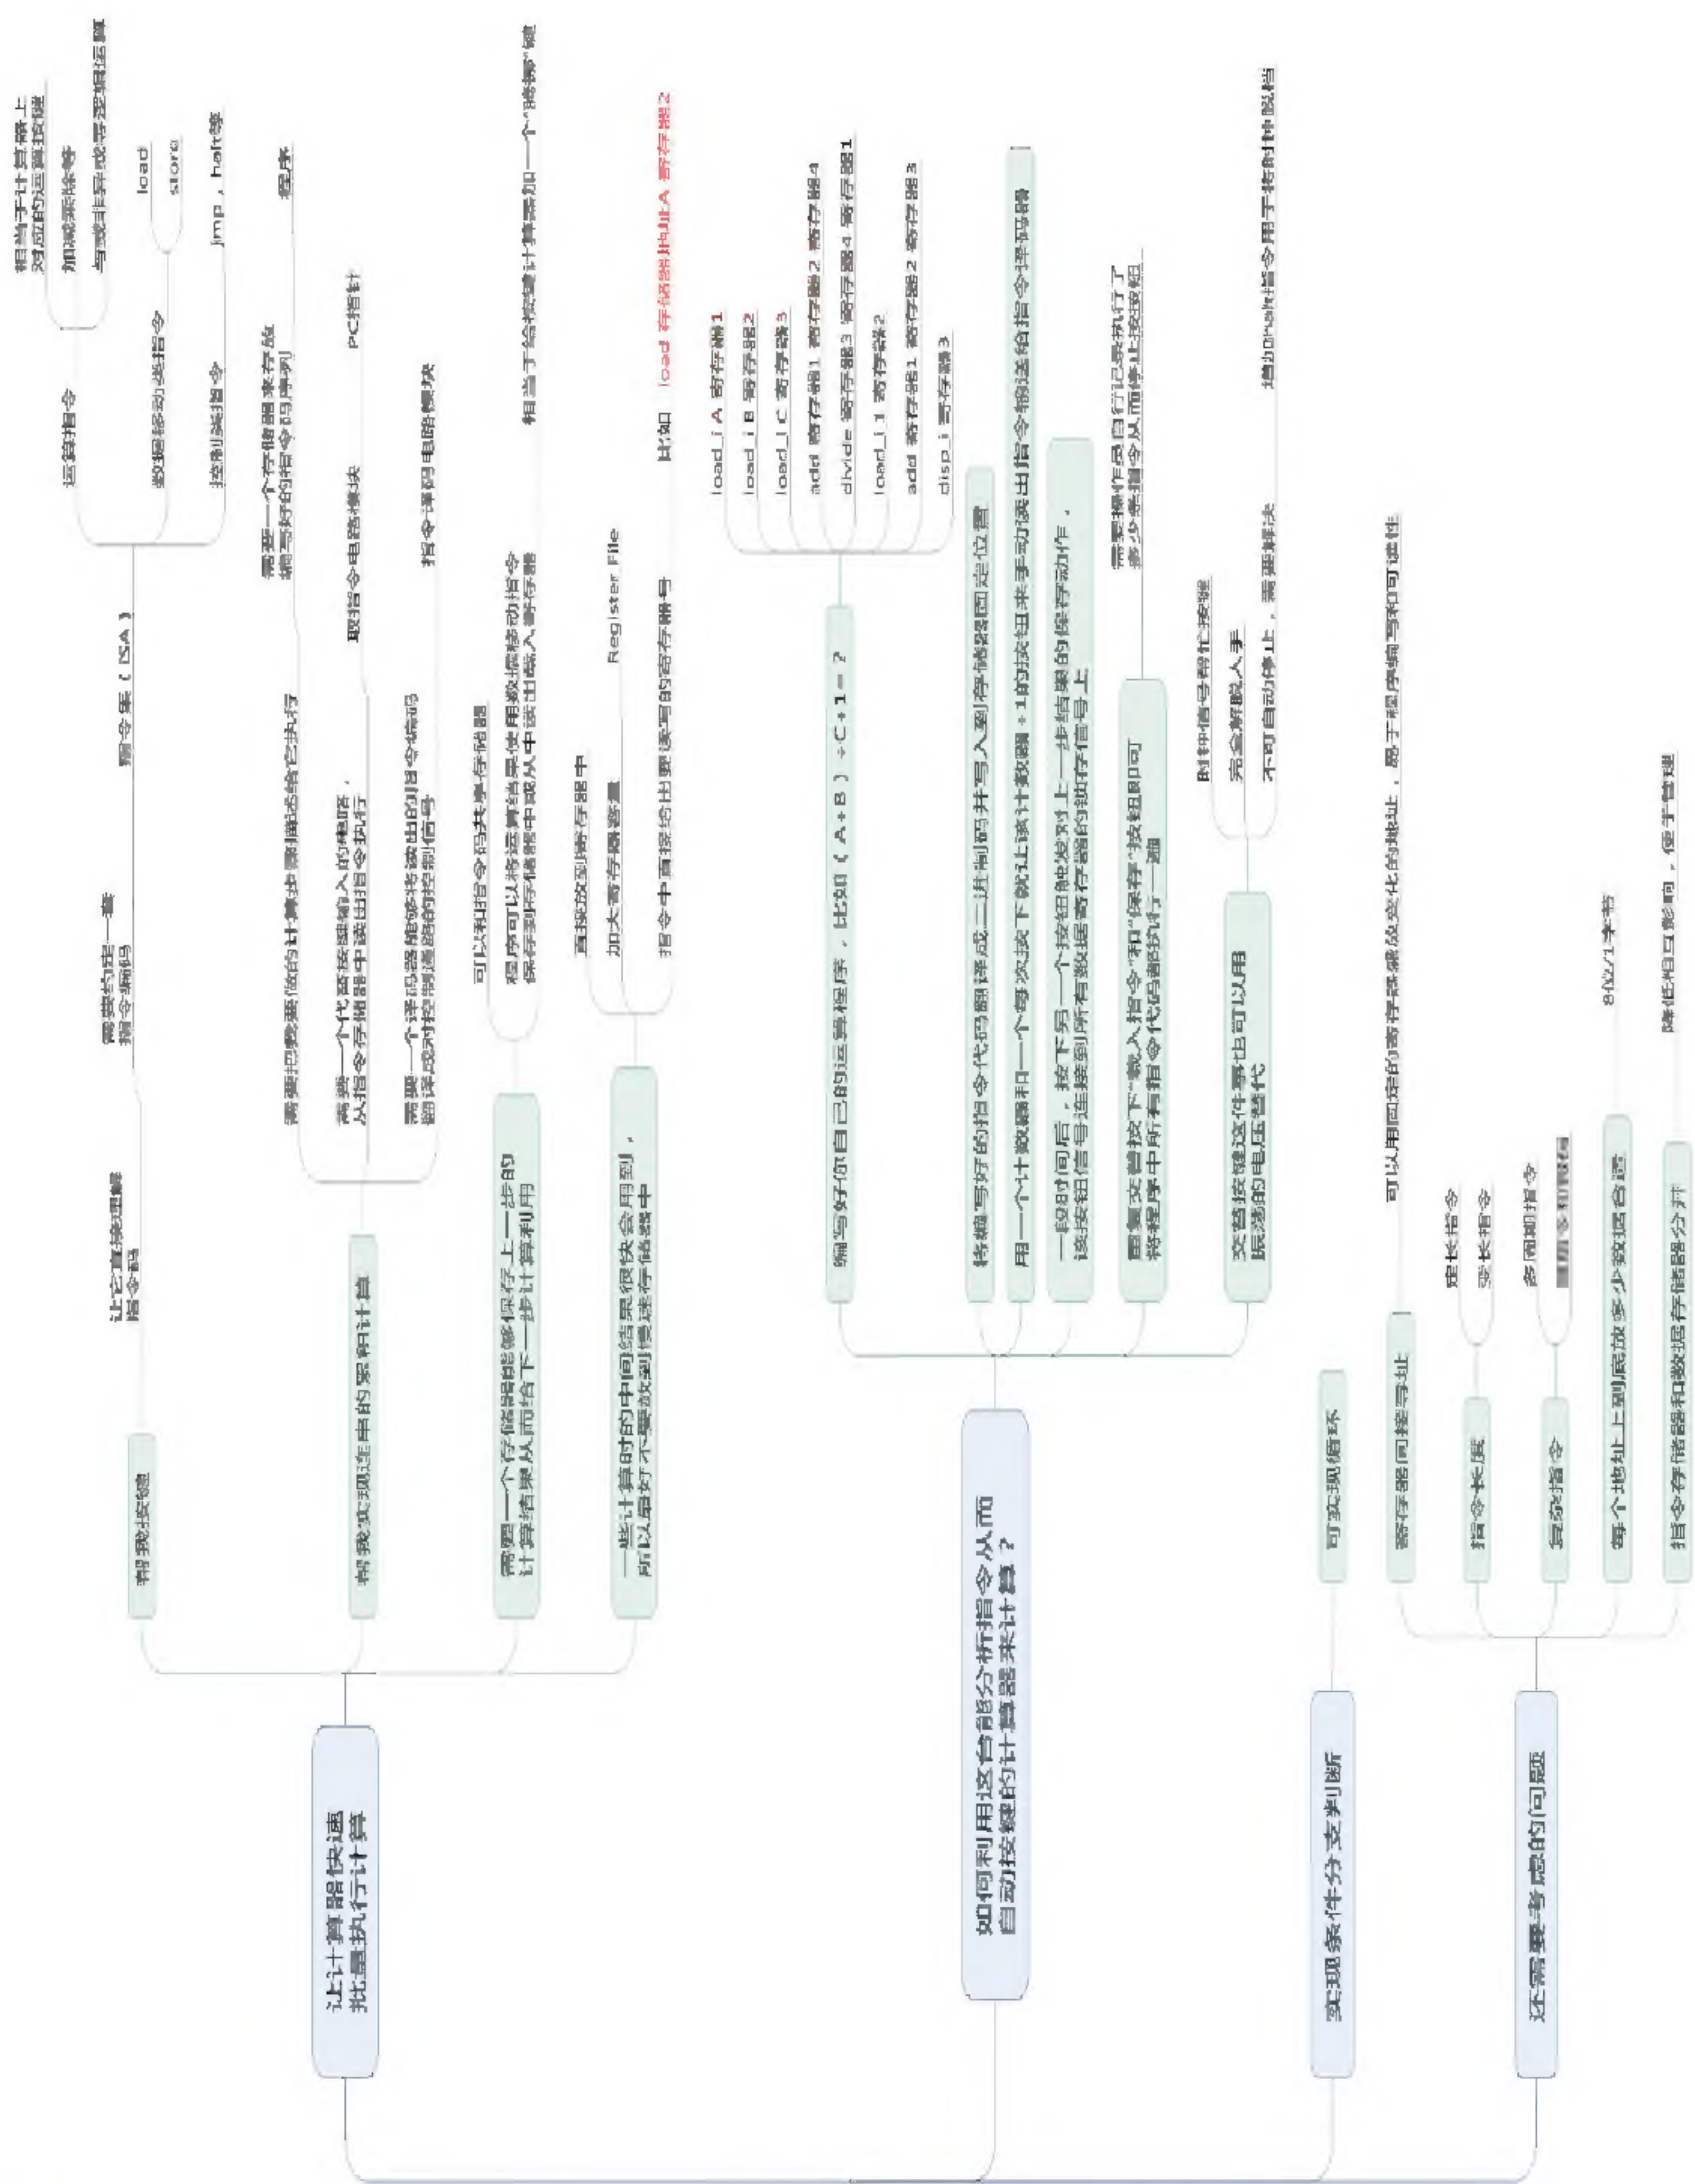 让计算器快速
批量执行计算
帮我按键
让它直接理解
指令码
需要约定一套
指令编码
指令集（ISA）
运算指令
相当于计算器上
对应的运算按键
加减乘除等
与或非异或等逻辑运算
数据移动类指令
load
store
控制类指令
jmp，halt等
帮我实现连串的累积计算
需要把我要做的计算步骤描述给它执行
需要一个存储器来存放
编写好的指令码序列
程序
需要一个代替按键输入的电路，
从指令存储器中读出指令执行
取指令电路模块
PC指针
需要一个译码器能够将读出的指令编码
翻译成对控制通路的控制信号
指令译码电路模块
需要一个存储器能够保存上一步的
计算结果从而给下一步计算利用
可以和指令码共享存储器
程序可以将运算结果使用数据移动指令
保存到存储器中或从中读出载入寄存器
相当于给按键计算器加一个“转移”键
一些计算时的中间结果很快会用到，
所以最好不要放到慢速存储器中
直接放到寄存器中
加大寄存器容量
Register File
指令中直接给出要读写的寄存器号
比如
load 存储器地址A 寄存器2
如何利用这台能分析指令从而
自动按键的计算器来计算？
编写好你自己的运算程序，比如（A+B）÷C+1=？
load_i A 寄存器1
load_i B 寄存器2
load_i C 寄存器3
add 寄存器1 寄存器2 寄存器4
divide 寄存器3 寄存器4 寄存器1
load_i 1 寄存器2
add 寄存器1 寄存器2 寄存器3
disp_i 寄存器3
将编写好的指令代码翻译成二进制码并写入到存储器固定位置
用一个计数器和一个每次按下就让该计数器+1的按钮来手动读出指令输送给指令译码器
一段时间后，按下另一个按钮触发对上一步结果的保存动作，
该按钮信号连接到所有数据寄存器的锁存信号上
重复交替按下“载入指令”和“保存”按钮即可
将程序中所有指令代码都执行一遍
需要操作员自行记录执行了
多少条指令从而停止按按钮
交替按键这件事也可以用
振荡的电压替代
时钟信号帮忙按键
完全解脱人手
不可自动停止，需要解决
增加halt指令用于将时钟脱档
实现条件分支判断
可实现循环
还需要考虑的问题
寄存器间接寻址
可以用固定的寄存器盛放变化的地址，易于程序编写和可读性
指令长度
定长指令
变长指令
复杂指令
多周期指令
每个地址上到底放多少数据合适
8位/1字节
指令存储器和数据存储器分开
降低相互影响，便于管理